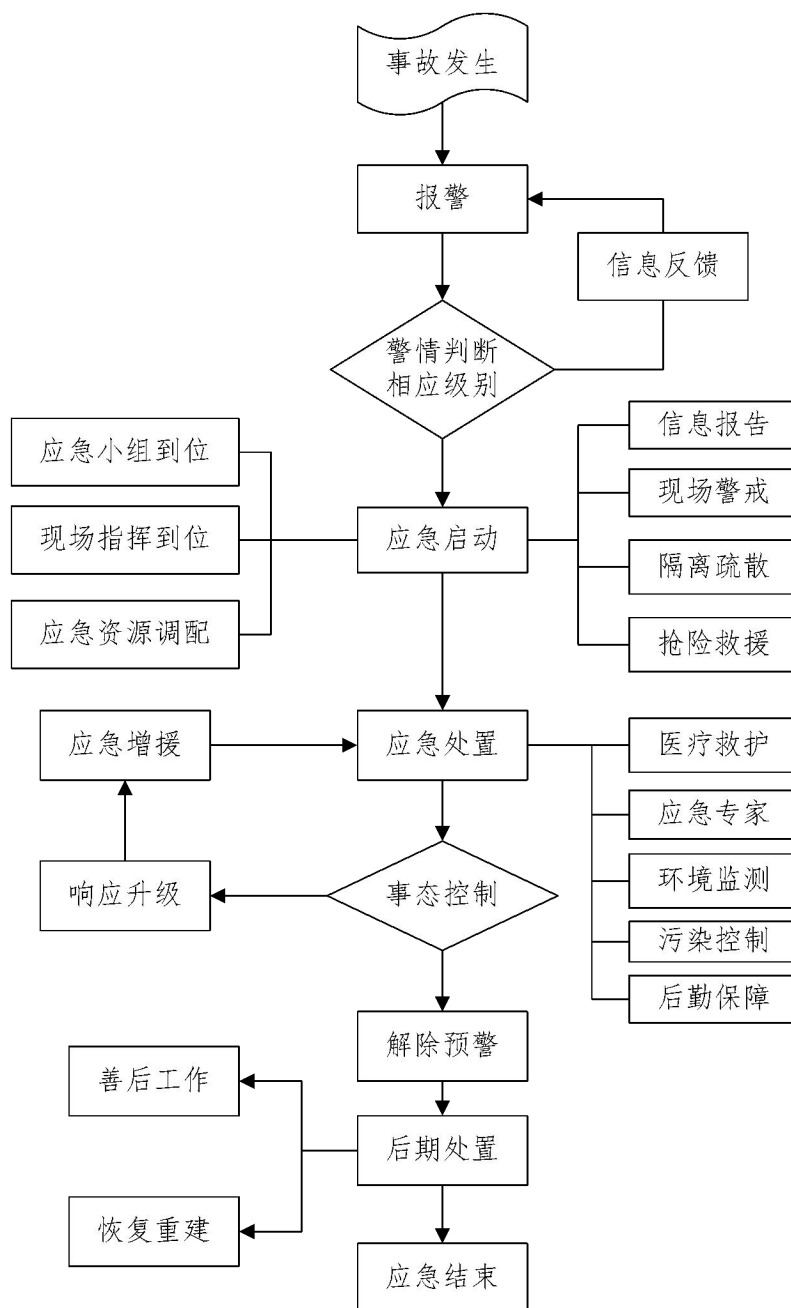 事故发生
报警
信息反馈
警情判断
相应级别
应急小组到位
现场指挥到位
应急资源调配
应急启动
信息报告
现场警戒
隔离疏散
抢险救援
应急增援
应急处置
医疗救护
应急专家
环境监测
污染控制
后勤保障
响应升级
事态控制
解除预警
善后工作
后期处置
恢复重建
应急结束